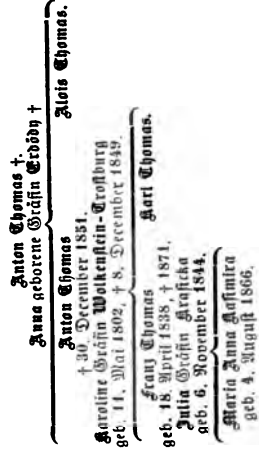 Anton Thomas †.
Anna geborene Gräfin Erdödy †
Anton Thomas
† 30. December 1851.
Karoline Gräfin Wolkenstein-Trostburg
geb. 11. Mai 1802, † 8. December 1849.
Alois Thomas.
Franz Thomas
geb. 18. April 1838, † 1871.
Julia Gräfin Krasicka
geb. 6. November 1844.
Karl Thomas.
Maria Anna Kasimira
geb. 4. August 1866.